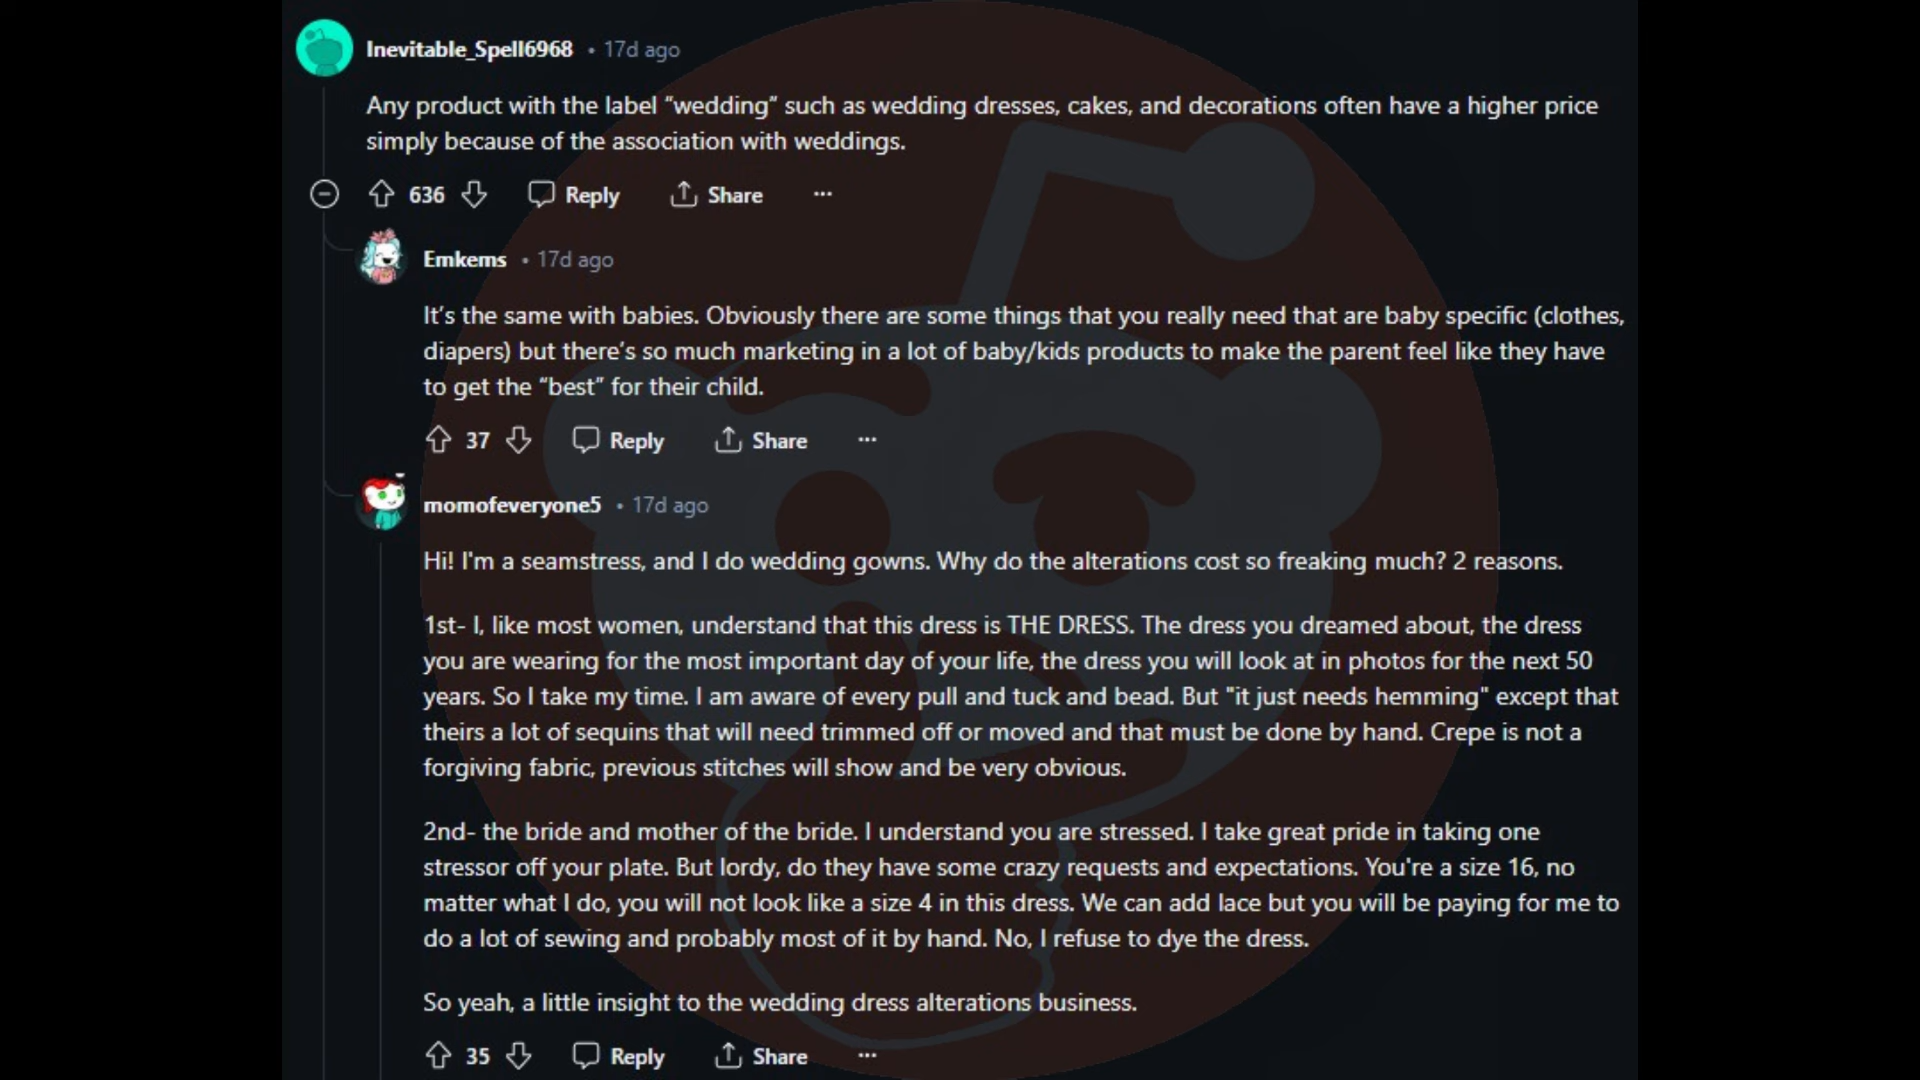 Inevitable_Spell6968 • 17d ago
Any product with the label “wedding” such as wedding dresses, cakes, and decorations often have a higher price
simply because of the association with weddings.
636 Reply Share ···
Emkems • 17d ago
It’s the same with babies. Obviously there are some things that you really need that are baby specific (clothes,
diapers) but there’s so much marketing in a lot of baby/kids products to make the parent feel like they have
to get the “best” for their child.
37 Reply Share ···
momofeveryone5 • 17d ago
Hi! I'm a seamstress, and I do wedding gowns. Why do the alterations cost so freaking much? 2 reasons.
1st- I, like most women, understand that this dress is THE DRESS. The dress you dreamed about, the dress
you are wearing for the most important day of your life, the dress you will look at in photos for the next 50
years. So I take my time. I am aware of every pull and tuck and bead. But "it just needs hemming" except that
theirs a lot of sequins that will need trimmed off or moved and that must be done by hand. Crepe is not a
forgiving fabric, previous stitches will show and be very obvious.
2nd- the bride and mother of the bride. I understand you are stressed. I take great pride in taking one
stressor off your plate. But lordy, do they have some crazy requests and expectations. You're a size 16, no
matter what I do, you will not look like a size 4 in this dress. We can add lace but you will be paying for me to
do a lot of sewing and probably most of it by hand. No, I refuse to dye the dress.
So yeah, a little insight to the wedding dress alterations business.
35 Reply Share ···